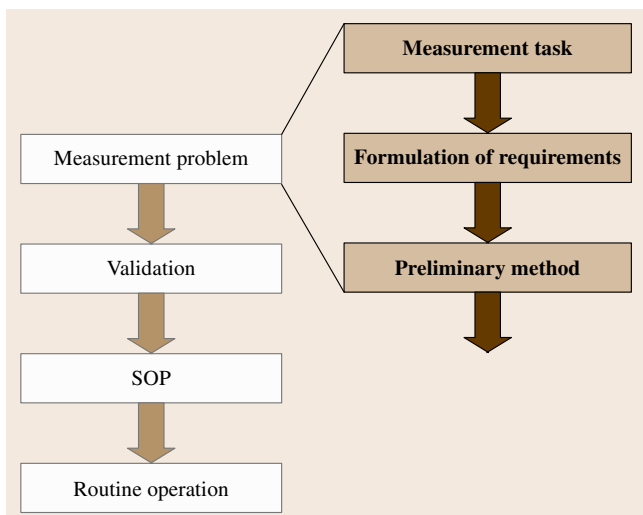 Measurement task
Measurement problem
Formulation of requirements
Validation
Preliminary method
SOP
Routine operation